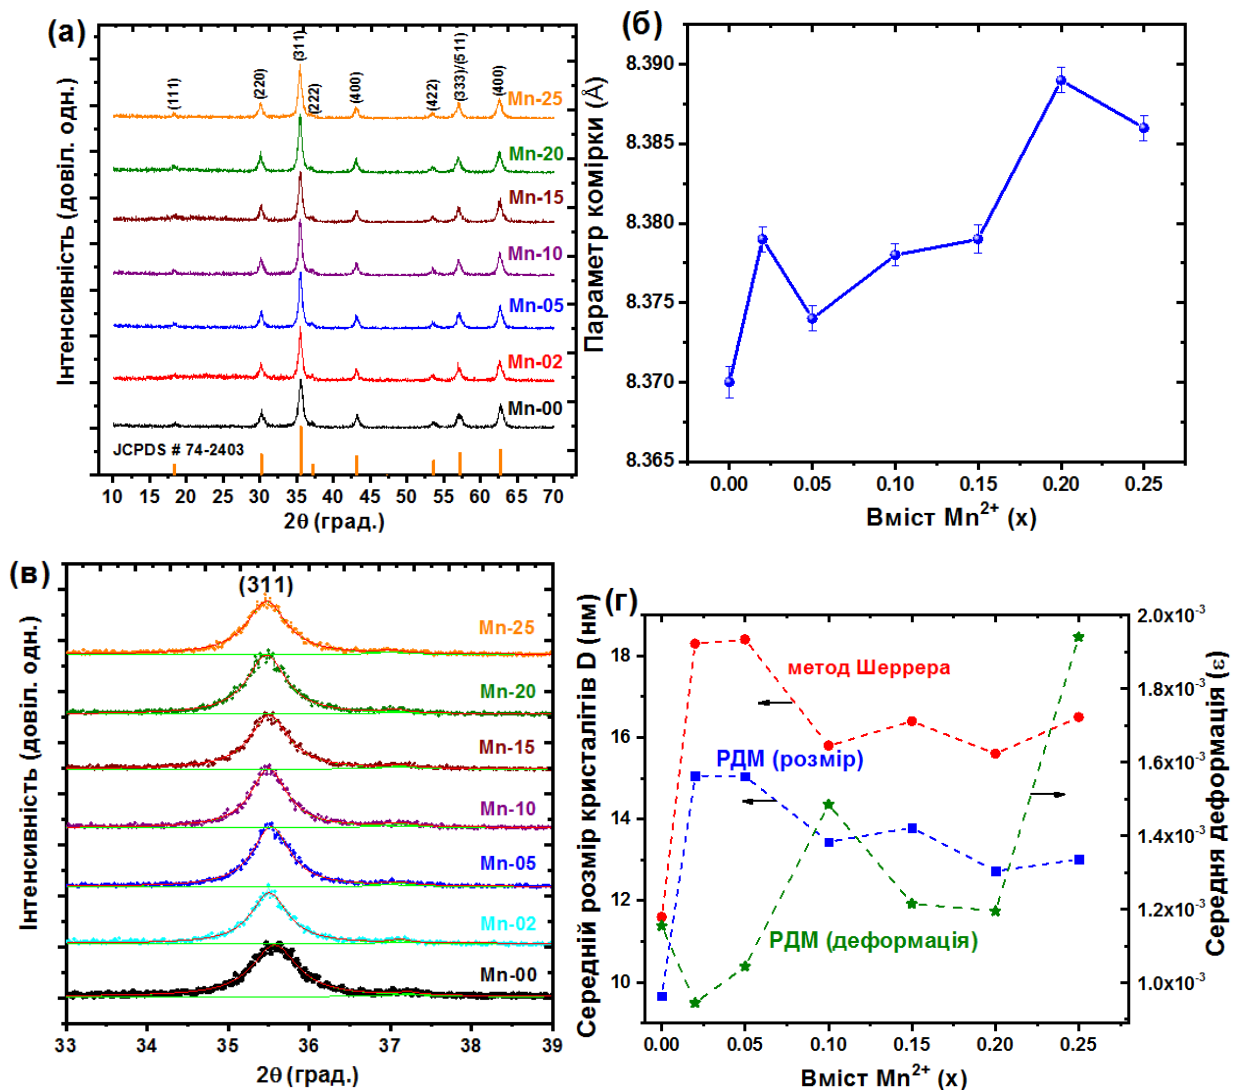 (а)
Інтенсивність (довіл. одн.)
(111)
(220)
(311)
(222)
(400)
(422)
(333)/(511)
(400)
Mn-25
Mn-20
Mn-15
Mn-10
Mn-05
Mn-02
Mn-00
JCPDS # 74-2403
10 15 20 25 30 35 40 45 50 55 60 65 70
2θ (град.)
(б)
Параметр комірки (Å)
8.390
8.385
8.380
8.375
8.370
8.365
0.00 0.05 0.10 0.15 0.20 0.25
Вміст Mn²⁺ (x)
(в)
Інтенсивність (довіл. одн.)
(311)
Mn-25
Mn-20
Mn-15
Mn-10
Mn-05
Mn-02
Mn-00
33 34 35 36 37 38 39
2θ (град.)
(г)
Середній розмір кристалітів D (нм)
18
16
14
12
10
метод Шеррера
РДМ (розмір)
РДМ (деформація)
2.0x10⁻³
1.8x10⁻³
1.6x10⁻³
1.4x10⁻³
1.2x10⁻³
1.0x10⁻³
Середня деформація (ε)
0.00 0.05 0.10 0.15 0.20 0.25
Вміст Mn²⁺ (x)